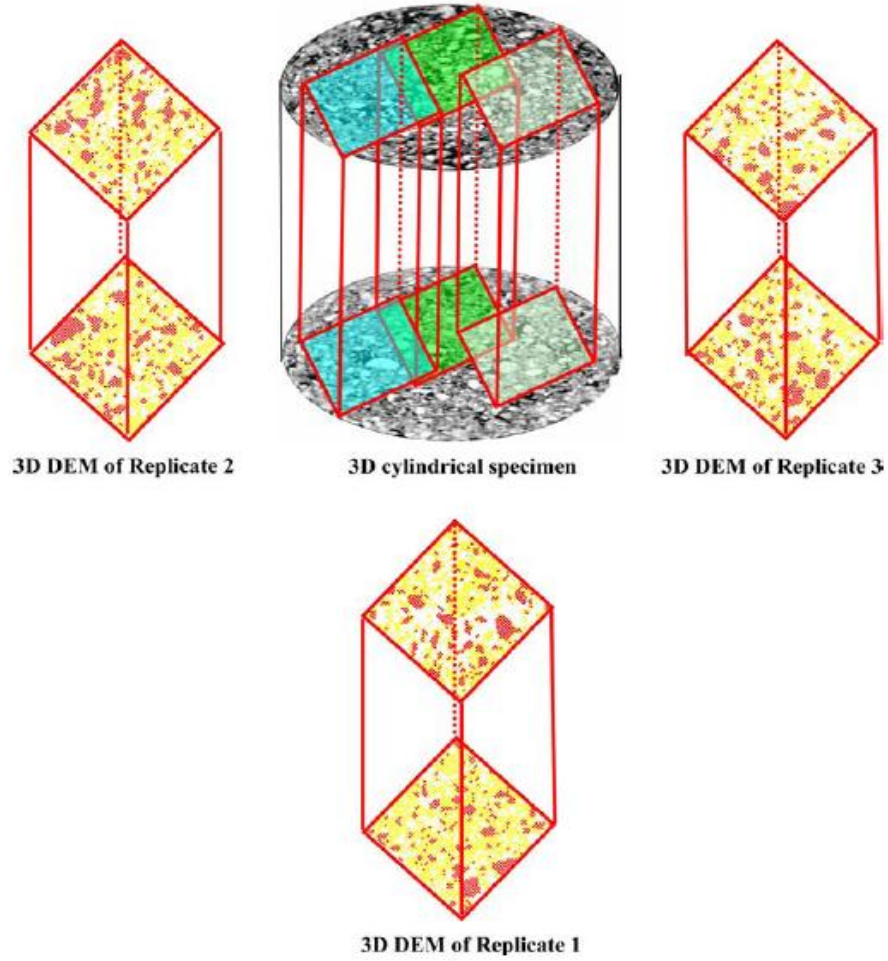 3D DEM of Replicate 2
3D cylindrical specimen
3D DEM of Replicate 3
3D DEM of Replicate 1